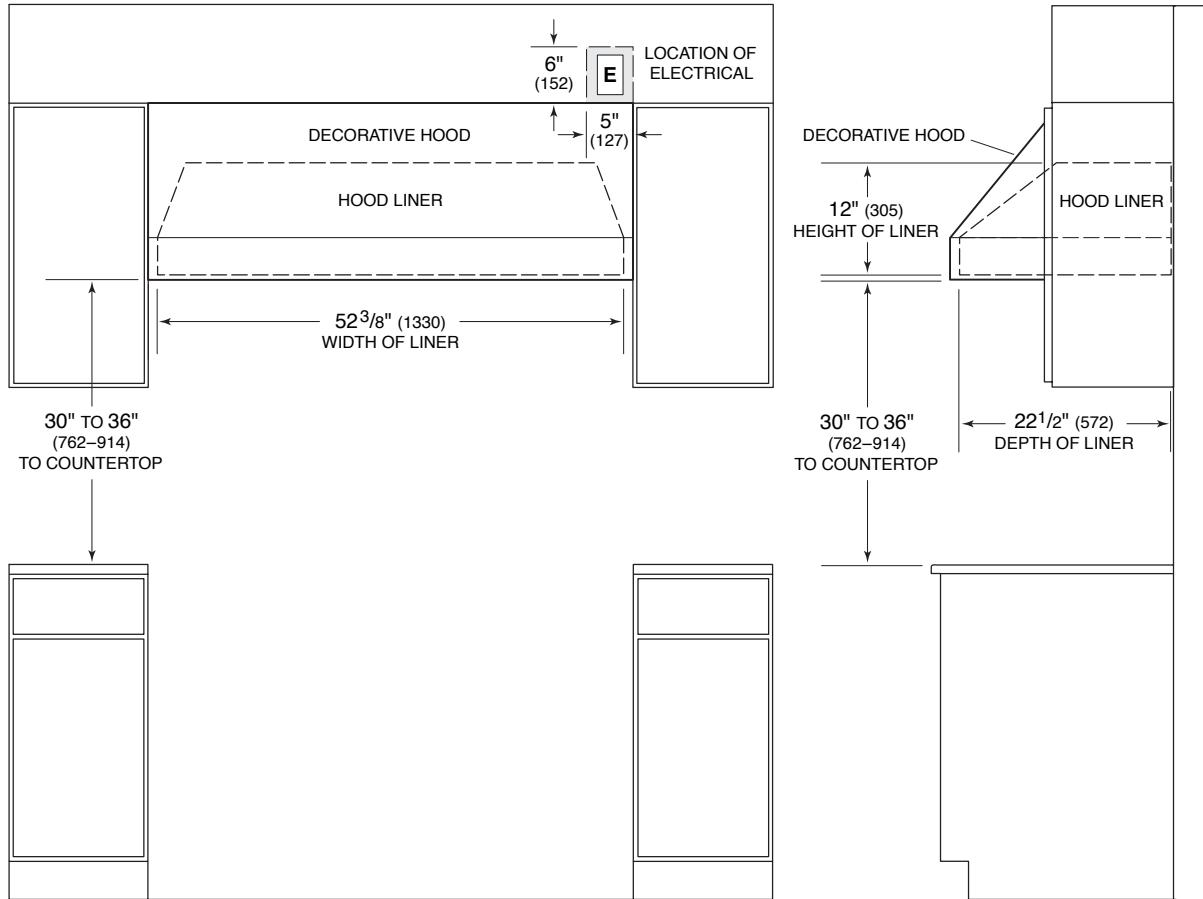 6"
(152)
E
LOCATION OF
ELECTRICAL
5"
(127)
DECORATIVE HOOD
HOOD LINER
52 3/8" (1330)
WIDTH OF LINER
30" TO 36"
(762–914)
TO COUNTERTOP
DECORATIVE HOOD
HOOD LINER
12" (305)
HEIGHT OF LINER
30" TO 36"
(762–914)
TO COUNTERTOP
22 1/2" (572)
DEPTH OF LINER